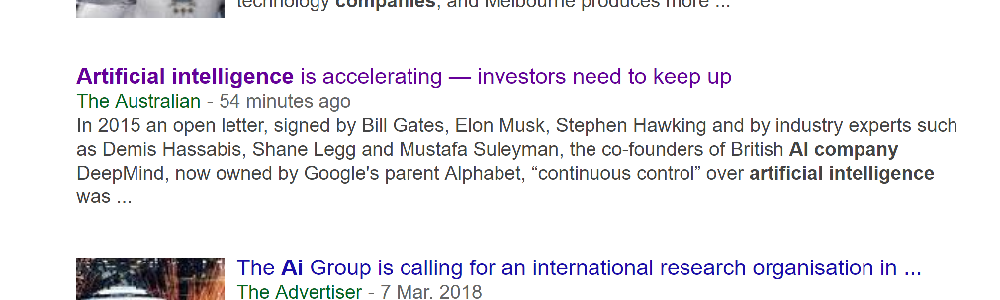 technology companies, and Melbourne produces more ...
Artificial intelligence is accelerating — investors need to keep up
The Australian - 54 minutes ago
In 2015 an open letter, signed by Bill Gates, Elon Musk, Stephen Hawking and by industry experts such
as Demis Hassabis, Shane Legg and Mustafa Suleyman, the co-founders of British AI company
DeepMind, now owned by Google's parent Alphabet, “continuous control” over artificial intelligence
was ...
The Ai Group is calling for an international research organisation in ...
The Advertiser - 7 Mar. 2018